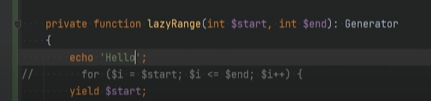 private function lazyRange(int $start, int $end): Generator
{
echo 'Hello';
// for ($i = $start; $i <= $end; $i++) {
yield $start;